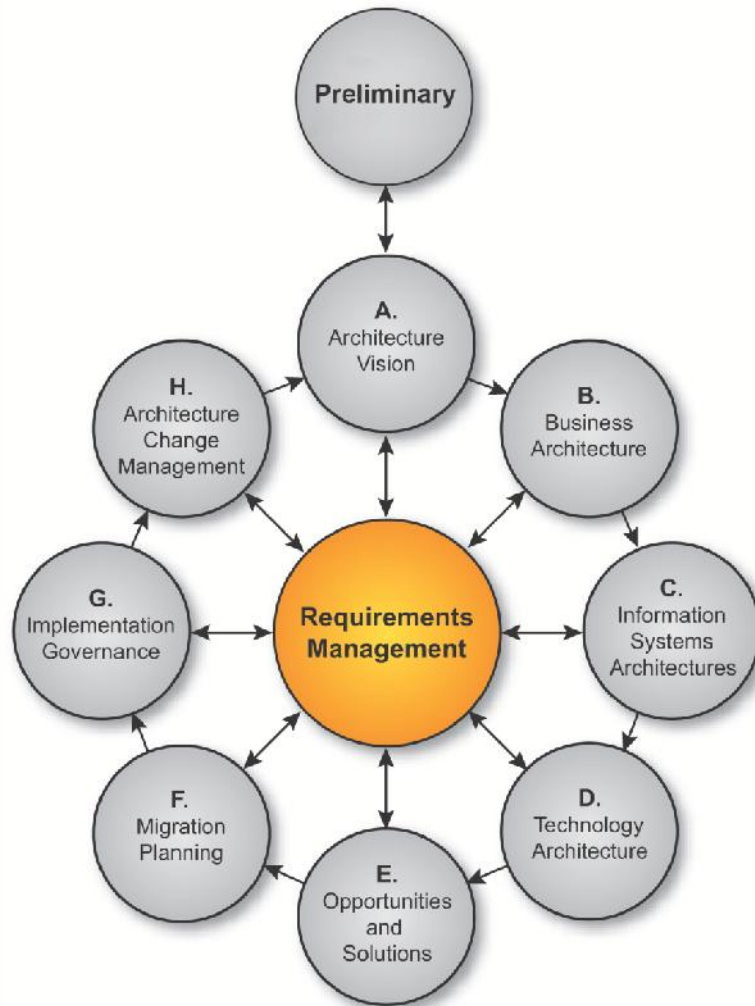 Preliminary
A.
Architecture
Vision
B.
Business
Architecture
C.
Information
Systems
Architectures
D.
Technology
Architecture
E.
Opportunities
and
Solutions
F.
Migration
Planning
G.
Implementation
Governance
H.
Architecture
Change
Management
Requirements
Management